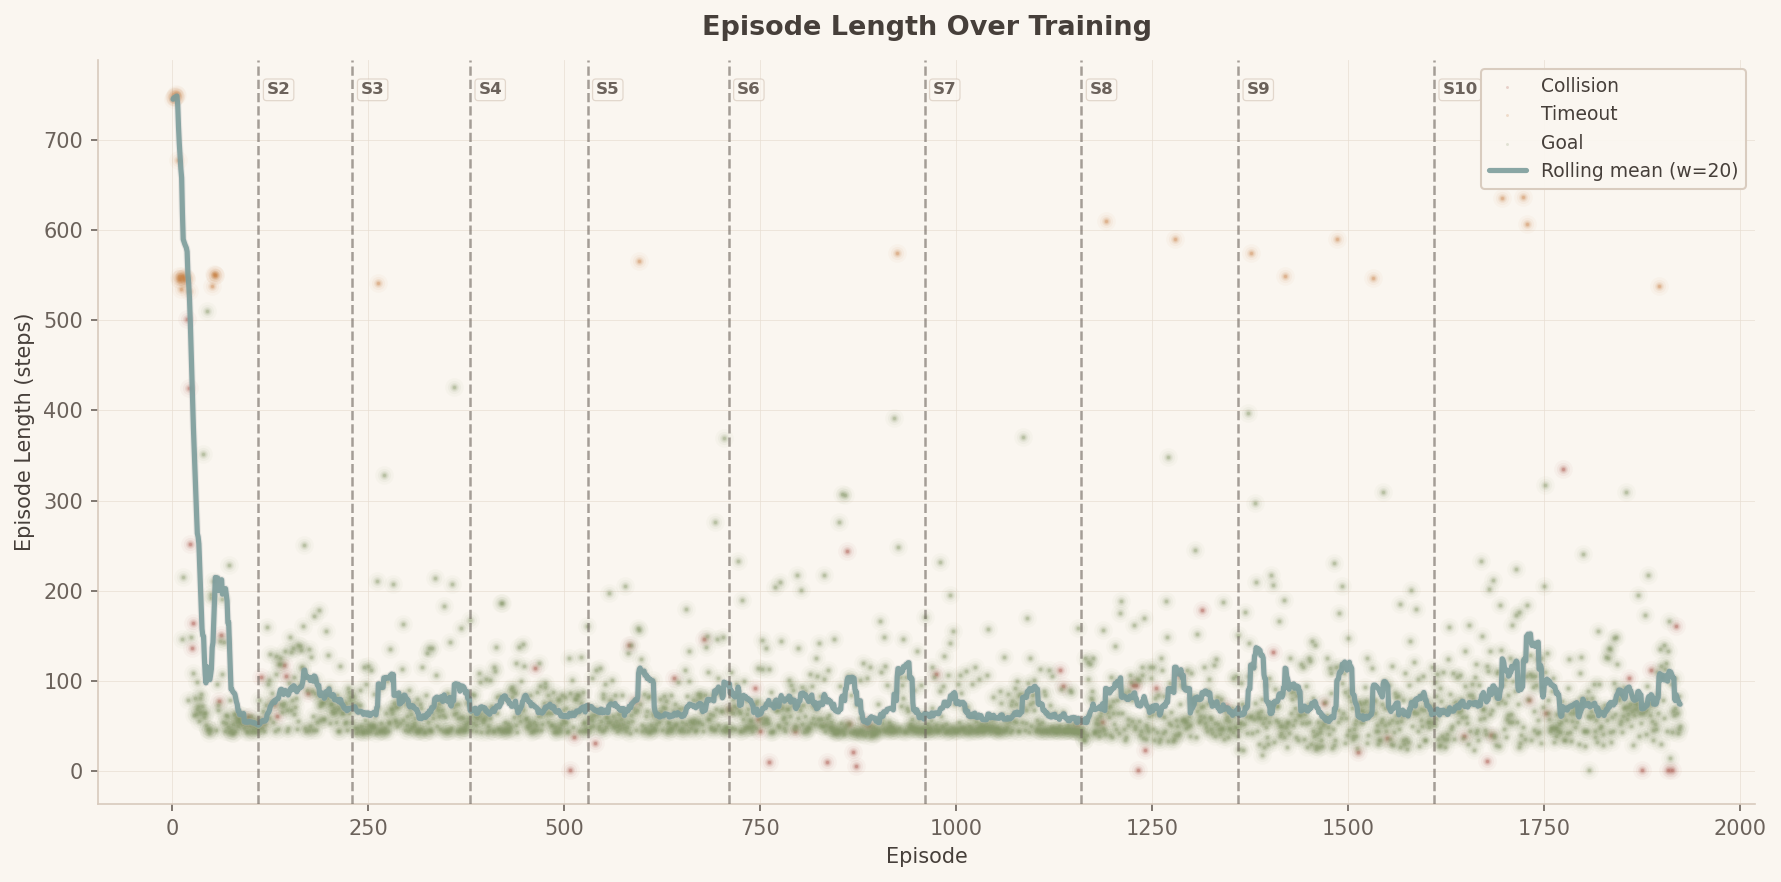 Episode Length Over Training
S2 S3 S4 S5 S6 S7 S8 S9 S10
Collision
Timeout
Goal
Rolling mean (w=20)
Episode Length (steps)
700
600
500
400
300
200
100
0
0 250 500 750 1000 1250 1500 1750 2000
Episode